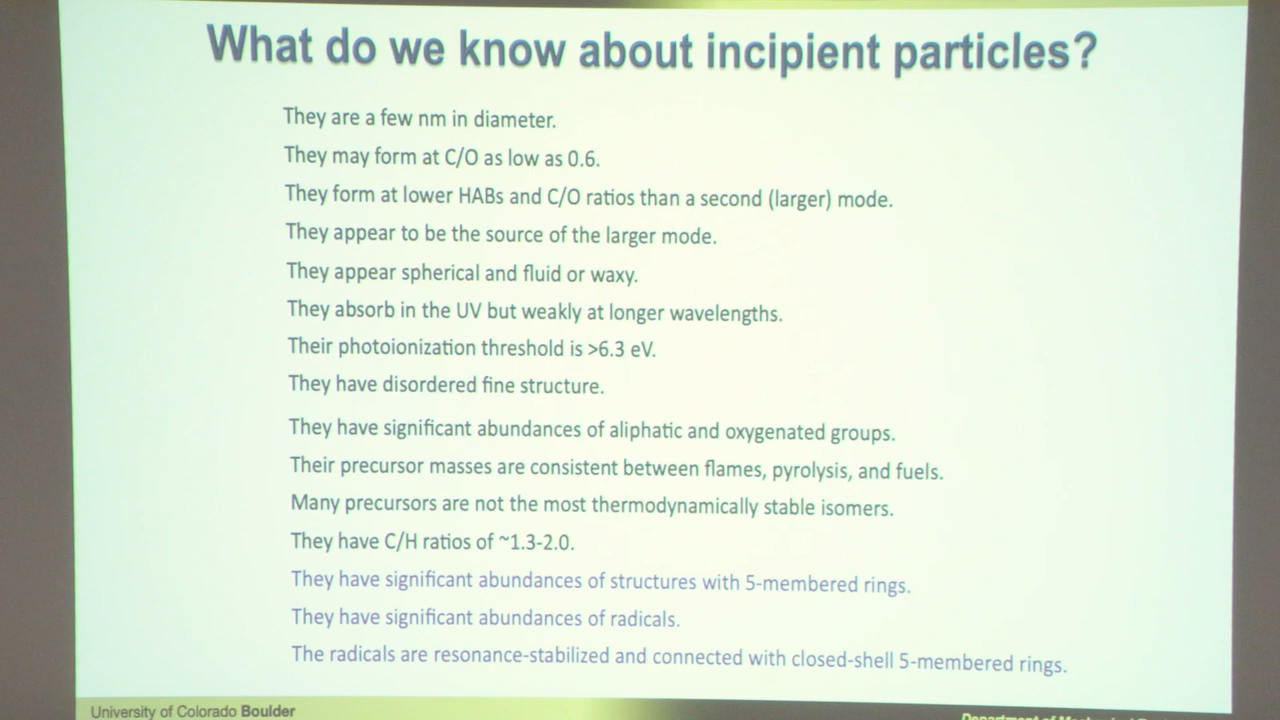 What do we know about incipient particles?
They are a few nm in diameter.
They may form at C/O as low as 0.6.
They form at lower HABs and C/O ratios than a second (larger) mode.
They appear to be the source of the larger mode.
They appear spherical and fluid or waxy.
They absorb in the UV but weakly at longer wavelengths.
Their photoionization threshold is >6.3 eV.
They have disordered fine structure.
They have significant abundances of aliphatic and oxygenated groups.
Their precursor masses are consistent between flames, pyrolysis, and fuels.
Many precursors are not the most thermodynamically stable isomers.
They have C/H ratios of ~1.3-2.0.
They have significant abundances of structures with 5-membered rings.
They have significant abundances of radicals.
The radicals are resonance-stabilized and connected with closed-shell 5-membered rings.
University of Colorado Boulder
Department of